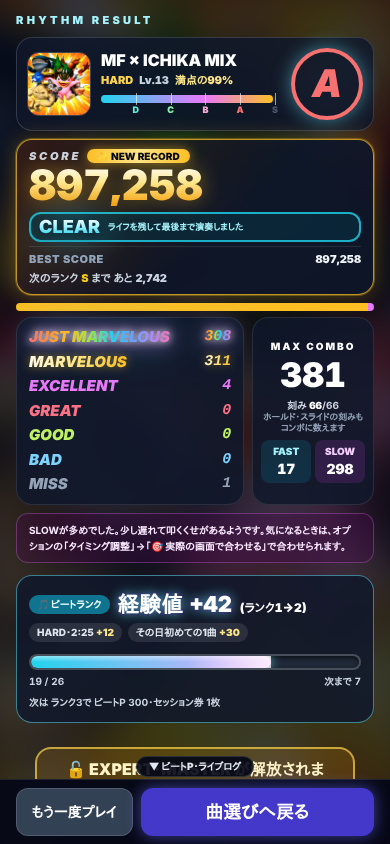 RHYTHM RESULT
MF × ICHIKA MIX
HARD Lv.13 満点の99%
D C B A S
A
SCORE NEW RECORD
897,258
CLEAR ライフを残して最後まで演奏しました
BEST SCORE 897,258
次のランク S まで あと 2,742
JUST MARVELOUS 308
MARVELOUS 311
EXCELLENT 4
GREAT 0
GOOD 0
BAD 0
MISS 1
MAX COMBO
381
刻み 66/66
ホールド・スライドの刻みも
コンボに数えます
FAST SLOW
17 298
SLOWが多めでした。少し遅れて叩くくせがあるようです。気になるときは、オプ
ションの「タイミング調整」→「🎯 実際の画面で合わせる」で合わせられます。
🎵 ビートランク 経験値 +42 (ランク1→2)
HARD・2:25 +12 その日初めての1曲 +30
19 / 26 次まで 7
次は ランク3で ビートP 300・セッション券 1枚
🔓 EXPER 解放されま
▼ ビートP・ライブログ
もう一度プレイ 曲選びへ戻る